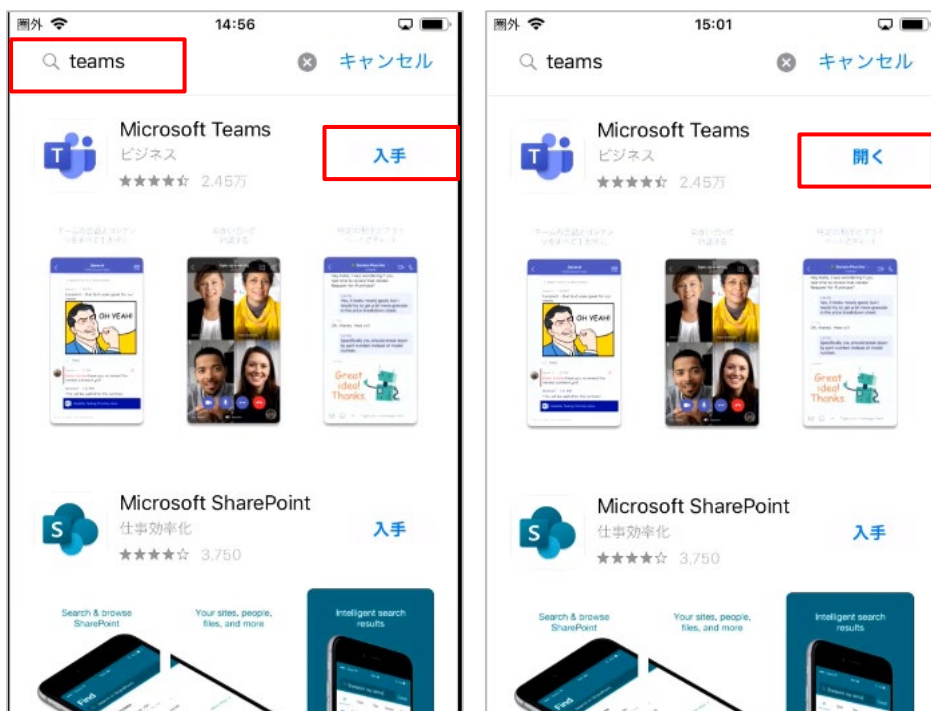 圏外 14:56
teams キャンセル
Microsoft Teams
ビジネス
入手
2.45万
OH YEAH!
Great
idea!
Thanks.
Microsoft SharePoint
仕事効率化
入手
3,750
Search & browse
SharePoint
Your sites, people,
files, and more
Intelligent search
results
Find
圏外 15:01
teams キャンセル
Microsoft Teams
ビジネス
開く
2.45万
OH YEAH!
Great
idea!
Thanks.
Microsoft SharePoint
仕事効率化
入手
3,750
Search & browse
SharePoint
Your sites, people,
files, and more
Intelligent search
results
Find